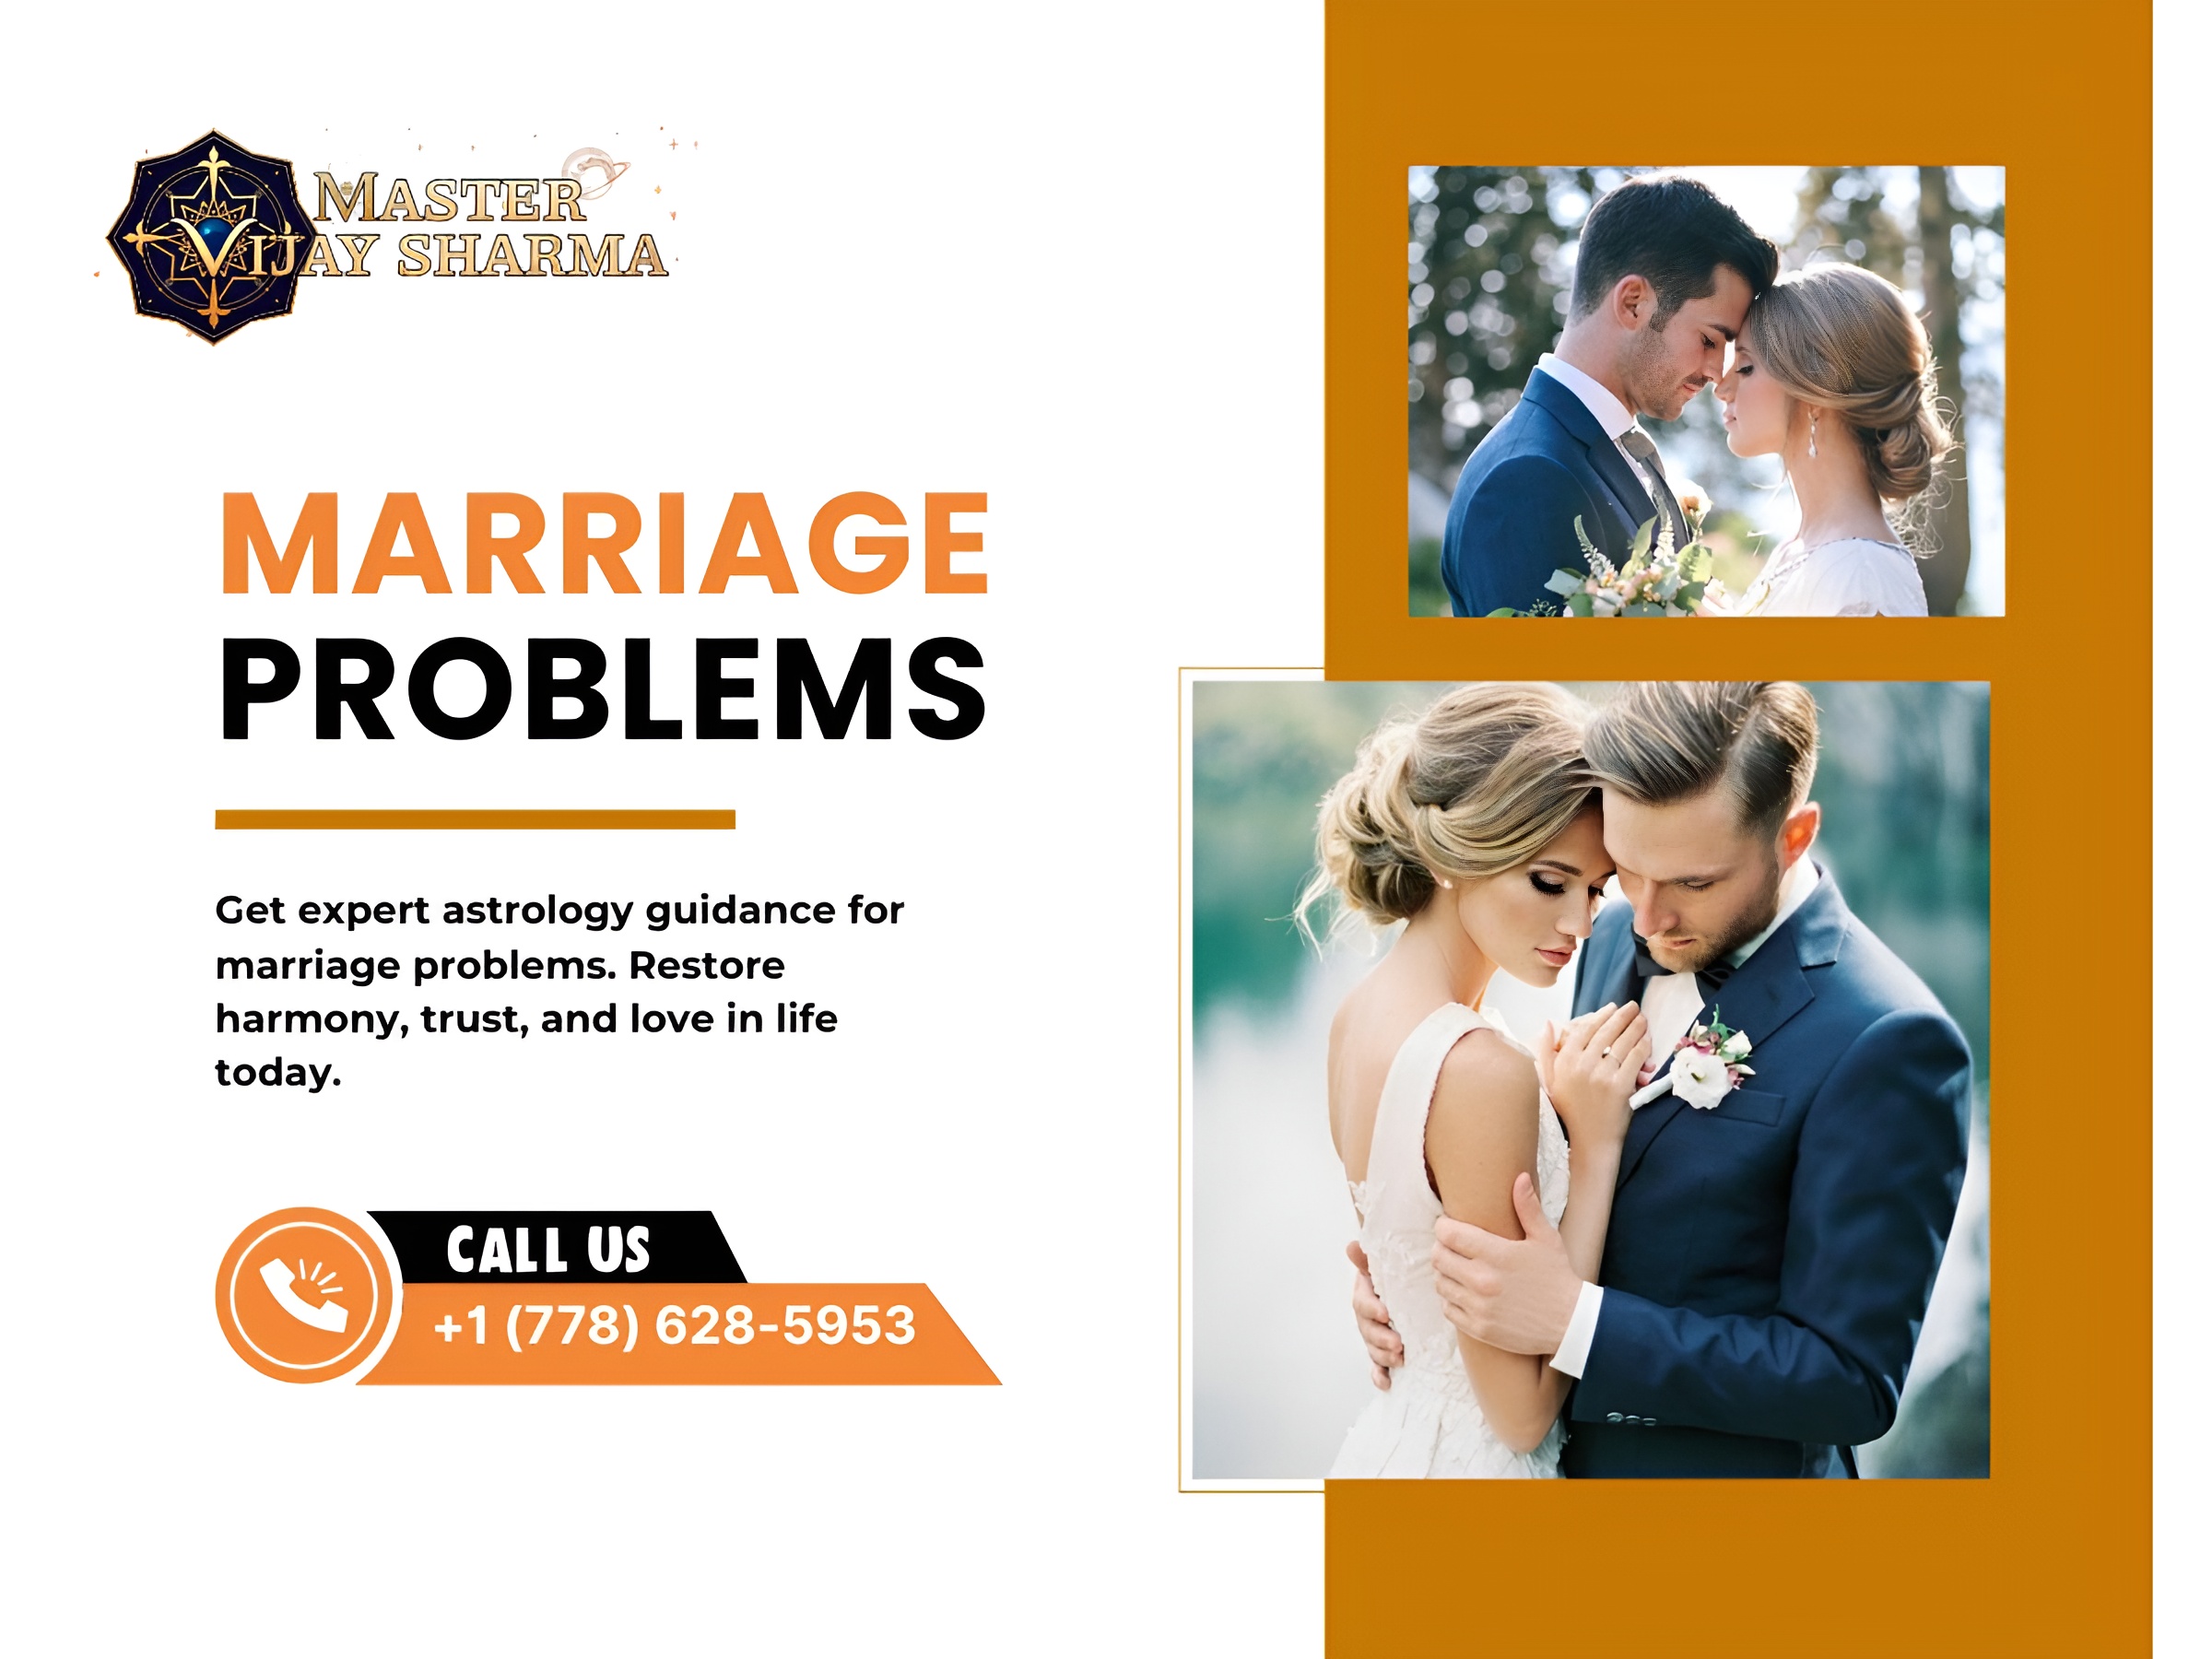 MASTER
VIJAY SHARMA
MARRIAGE
PROBLEMS
Get expert astrology guidance for
marriage problems. Restore
harmony, trust, and love in life
today.
CALL US
+1 (778) 628-5953